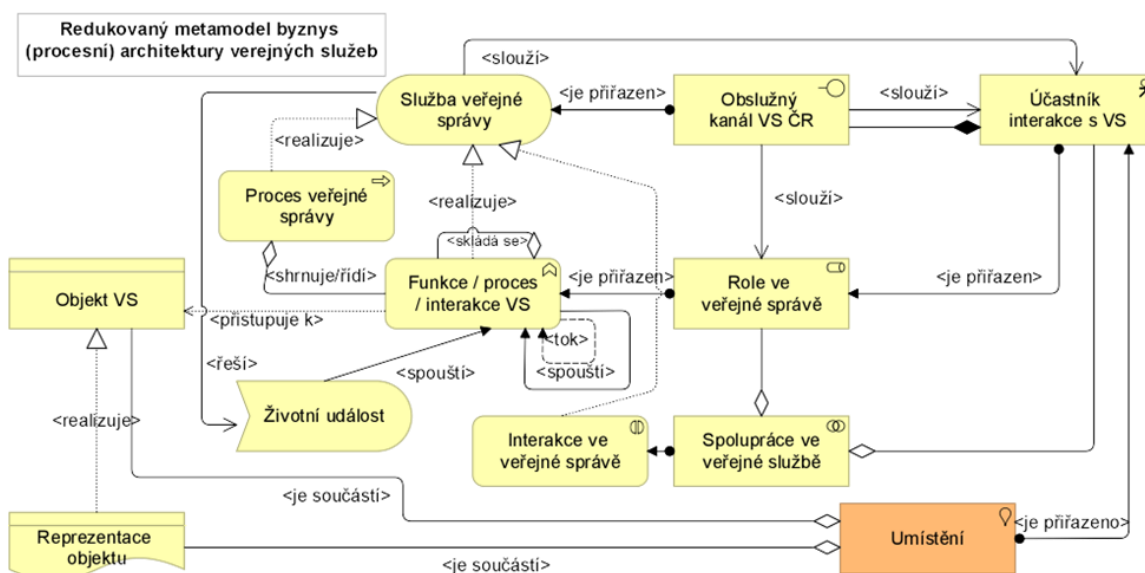 Redukovaný metamodel byznys
(procesní) architektury verejných služeb
<slouží>
Služba veřejné
správy
<je přiřazen>
Obslužný
kanál VS ČR
<slouží>
Účastník
interakce s VS
<realizuje>
Proces veřejné
správy
<realizuje>
<slouží>
<skládá se>
<shrnuje/řídí>
Funkce / proces
/ interakce VS
<je přiřazen>
Role ve
veřejné správě
<je přiřazen>
Objekt VS
<přistupuje k>
<tok>
<řeší>
<spouští>
<spouští>
Životní událost
<realizuje>
Interakce ve
veřejné správě
Spolupráce ve
veřejné službě
<je součástí>
Reprezentace
objektu
Umístění
<je přiřazeno>
<je součástí>